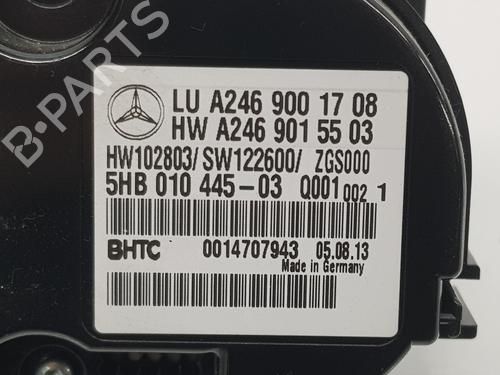 LU A246 900 17 08
HW A246 901 55 03
HW102803/ SW122600/ ZGS000
5HB 010 445-03 Q001 002 1
BHTC 0014707943 05.08.13
Made in Germany